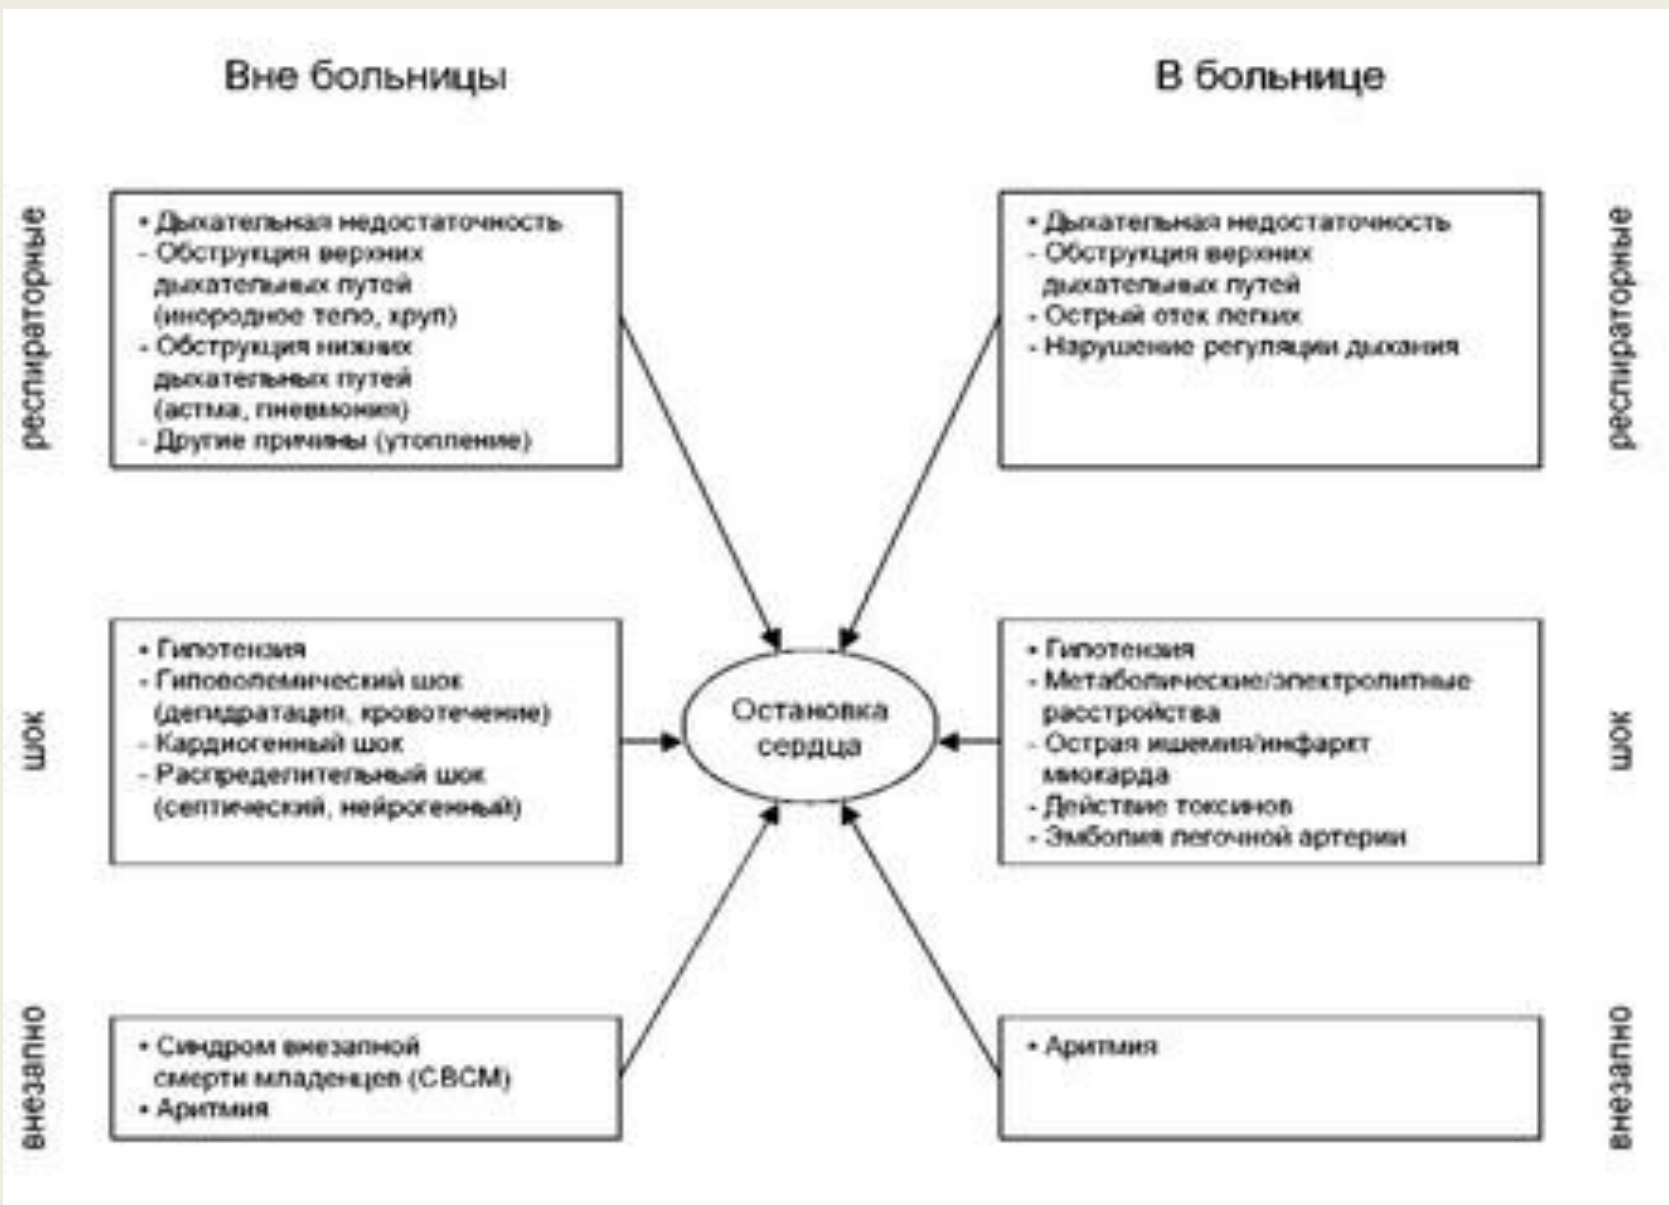 Вне больницы
В больнице
респираторные
• Дыхательная недостаточность
- Обструкция верхних
дыхательных путей
(инородное тело, круп)
- Обструкция нижних
дыхательных путей
(астма, пневмония)
- Другие причины (утопление)
• Дыхательная недостаточность
- Обструкция верхних
дыхательных путей
- Острый отек легких
- Нарушение регуляции дыхания
респираторные
шок
• Гипотензия
- Гиповолемический шок
(дегидратация, кровотечение)
- Кардиогенный шок
- Распределительный шок
(септический, нейрогенный)
Остановка
сердца
• Гипотензия
- Метаболические/электролитные
расстройства
- Острая ишемия/инфаркт
миокарда
- Действие токсинов
- Эмболия легочной артерии
шок
внезапно
• Синдром внезапной
смерти младенцев (СВСМ)
• Аритмия
• Аритмия
внезапно